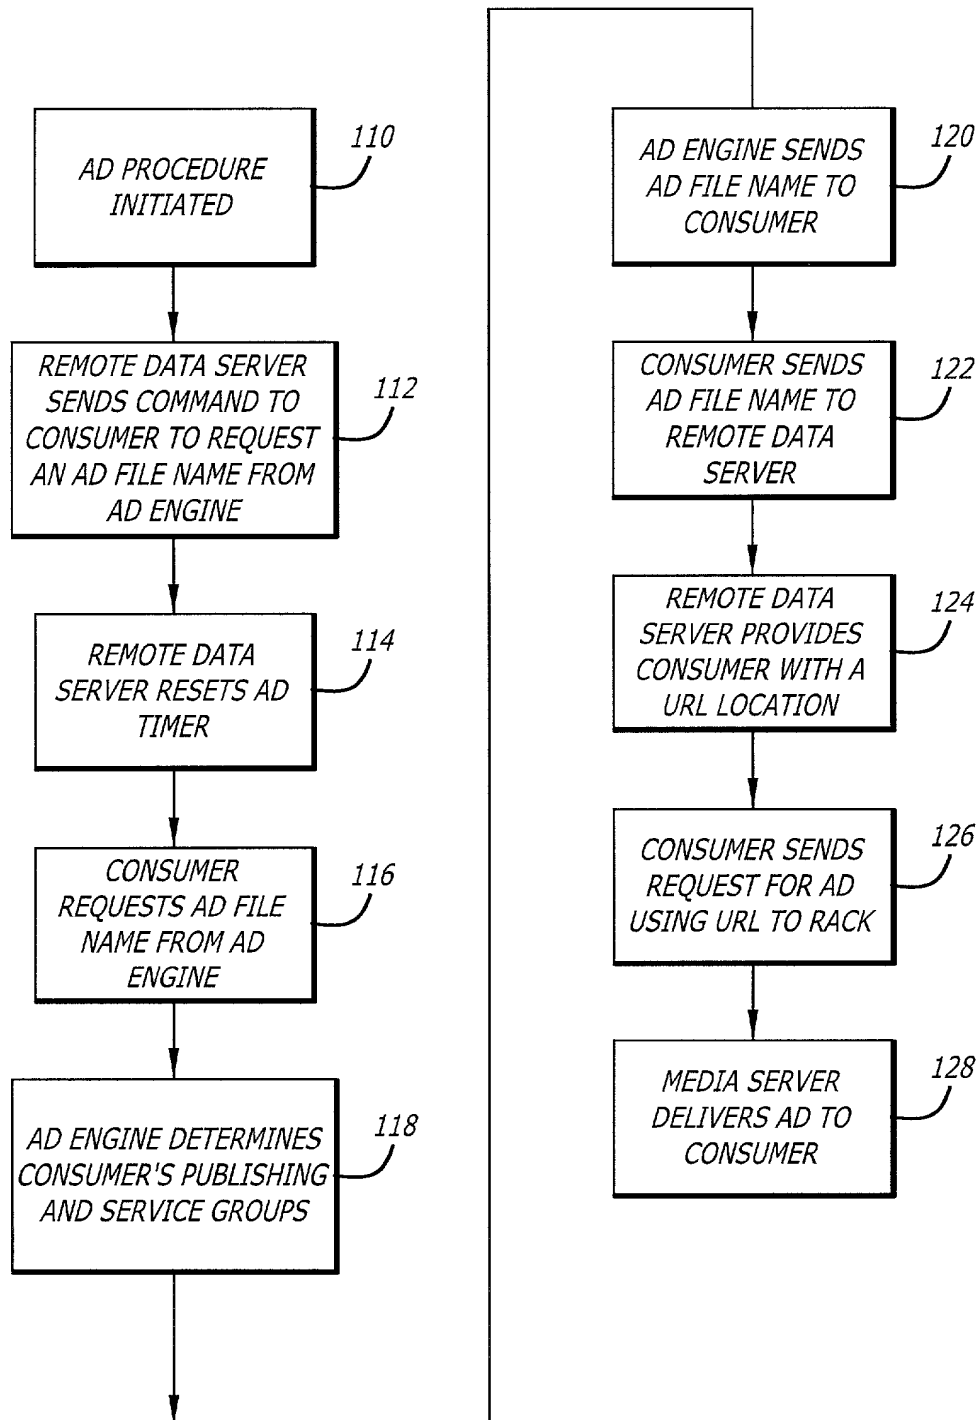 AD PROCEDURE
INITIATED
110
REMOTE DATA SERVER
SENDS COMMAND TO
CONSUMER TO REQUEST
AN AD FILE NAME FROM
AD ENGINE
112
REMOTE DATA
SERVER RESETS AD
TIMER
114
CONSUMER
REQUESTS AD FILE
NAME FROM AD
ENGINE
116
AD ENGINE DETERMINES
CONSUMER'S PUBLISHING
AND SERVICE GROUPS
118
AD ENGINE SENDS
AD FILE NAME TO
CONSUMER
120
CONSUMER SENDS
AD FILE NAME TO
REMOTE DATA
SERVER
122
REMOTE DATA
SERVER PROVIDES
CONSUMER WITH A
URL LOCATION
124
CONSUMER SENDS
REQUEST FOR AD
USING URL TO RACK
126
MEDIA SERVER
DELIVERS AD TO
CONSUMER
128